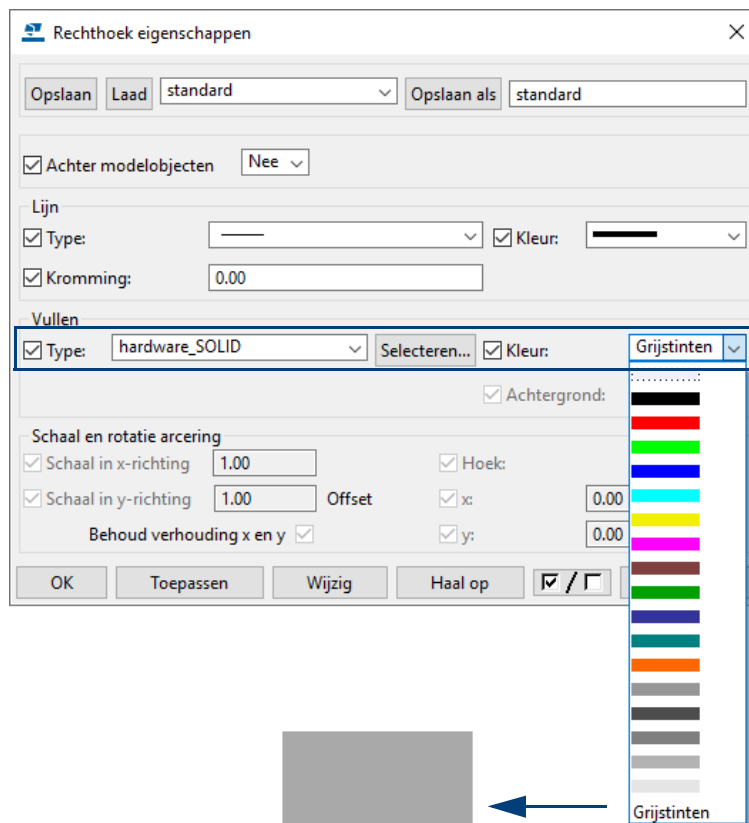 Rechthoek eigenschappen
Opslaan Laad standard Opslaan als standard
Achter modelobjecten Nee
Lijn
Type: Kleur:
Kromming: 0.00
Vullen
Type: hardware_SOLID Selecteren... Kleur: Grijstinten
Achtergrond:
Schaal en rotatie arcering
Schaal in x-richting 1.00 Hoek:
Schaal in y-richting 1.00 Offset x: 0.00
Behoud verhouding x en y y: 0.00
OK Toepassen Wijzig Haal op /
Grijstinten